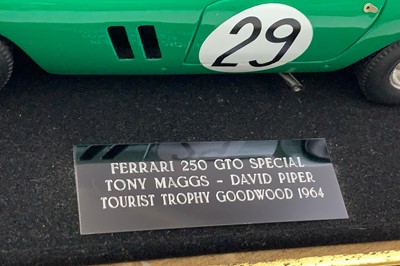 29
FERRARI 250 GTO SPECIAL
TONY MAGGS - DAVID PIPER
TOURIST TROPHY GOODWOOD 1964